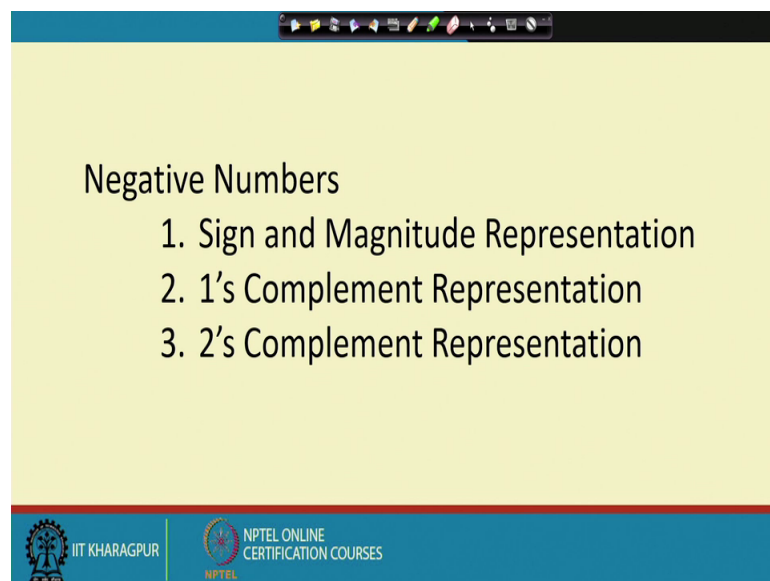 Negative Numbers
1. Sign and Magnitude Representation
2. 1’s Complement Representation
3. 2’s Complement Representation
IIT KHARAGPUR
NPTEL ONLINE
CERTIFICATION COURSES
NPTEL